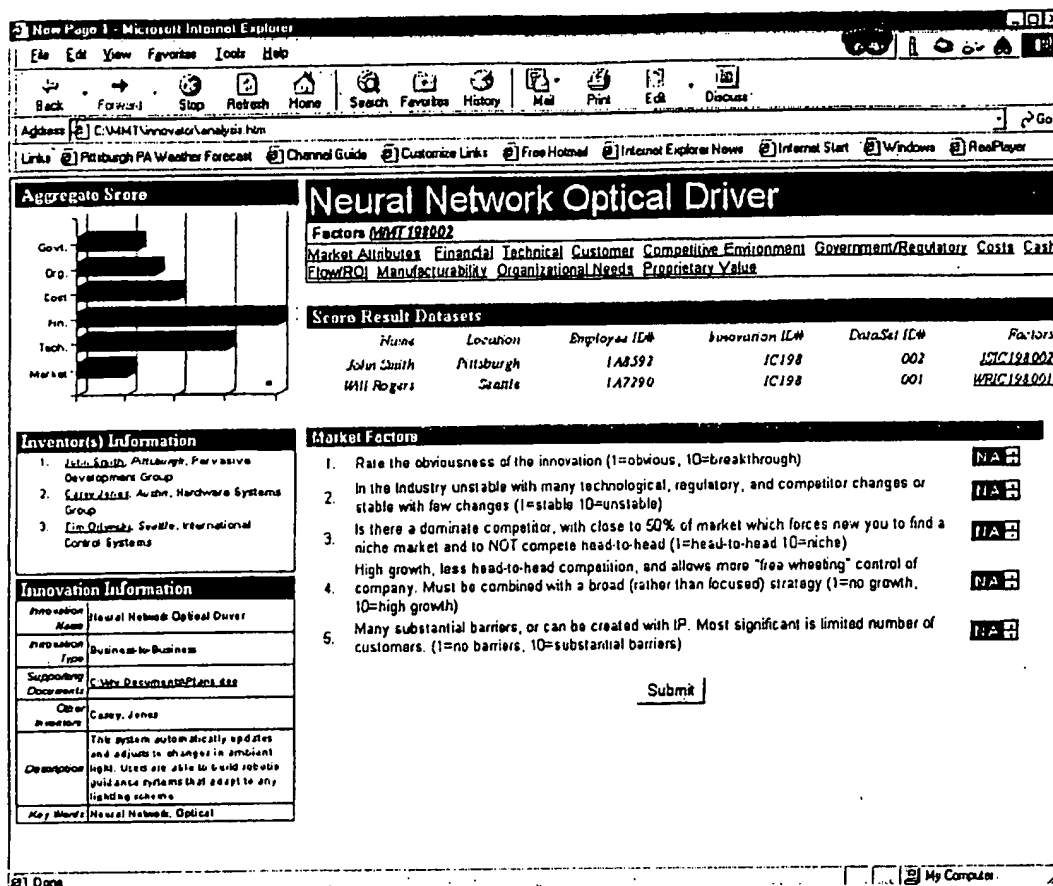 New Page 1 - Microsoft Internet Explorer
File Edit View Favorites Tools Help
Back Forward Stop Refresh Home Search Favorites History Mail Print Edit Discuss
Address C:\MMT\innovator\analysis.htm Go
Links Pittsburgh PA Weather Forecast Channel Guide Customize Links Free Hotmail Internet Explorer News Internet Start Windows RealPlayer
Aggregate Score
Govt.
Org.
Cost
Fin.
Tech.
Market
Neural Network Optical Driver
Factors (MMT198002
Market Attributes Financial Technical Customer Competitive Environment Government/Regulatory Costs Cash
Flow/ROI Manufacturability Organizational Needs Proprietary Value
Score Result Datasets
Name Location Employee ID# Innovation ID# DataSet ID# Factors
John Smith Pittsburgh 1A8592 IC198 002 JSIC198002
Will Rogers Seattle 1A7290 IC198 001 WRIC198001
Inventor(s) Information
1. John Smith, Pittsburgh, Pervasive
Development Group
2. Casey Jones, Austin, Hardware Systems
Group
3. Tim Seattle, International
Control Systems
Innovation Information
Innovation Name Neural Network Optical Driver
Innovation Type Business-to-Business
Supporting Documents C:\My Documents\Plans.doc
Other Inventors Casey, Jones
Description This system automatically updates
and adjusts to changes in ambient
light. Users are able to build robotic
guidance systems that adapt to any
lighting scheme
Key Words Neural Network, Optical
Market Factors
1. Rate the obviousness of the innovation (1=obvious, 10=breakthrough) NA
2. In the Industry unstable with many technological, regulatory, and competitor changes or
stable with few changes (1=stable 10=unstable) NA
3. Is there a dominate competitor, with close to 50% of market which forces new you to find a
niche market and to NOT compete head-to-head (1=head-to-head 10=niche) NA
4. High growth, less head-to-head competition, and allows more "free wheeling" control of
company. Must be combined with a broad (rather than focused) strategy (1=no growth,
10=high growth) NA
5. Many substantial barriers, or can be created with IP. Most significant is limited number of
customers. (1=no barriers, 10=substantial barriers) NA
Submit
Done My Computer